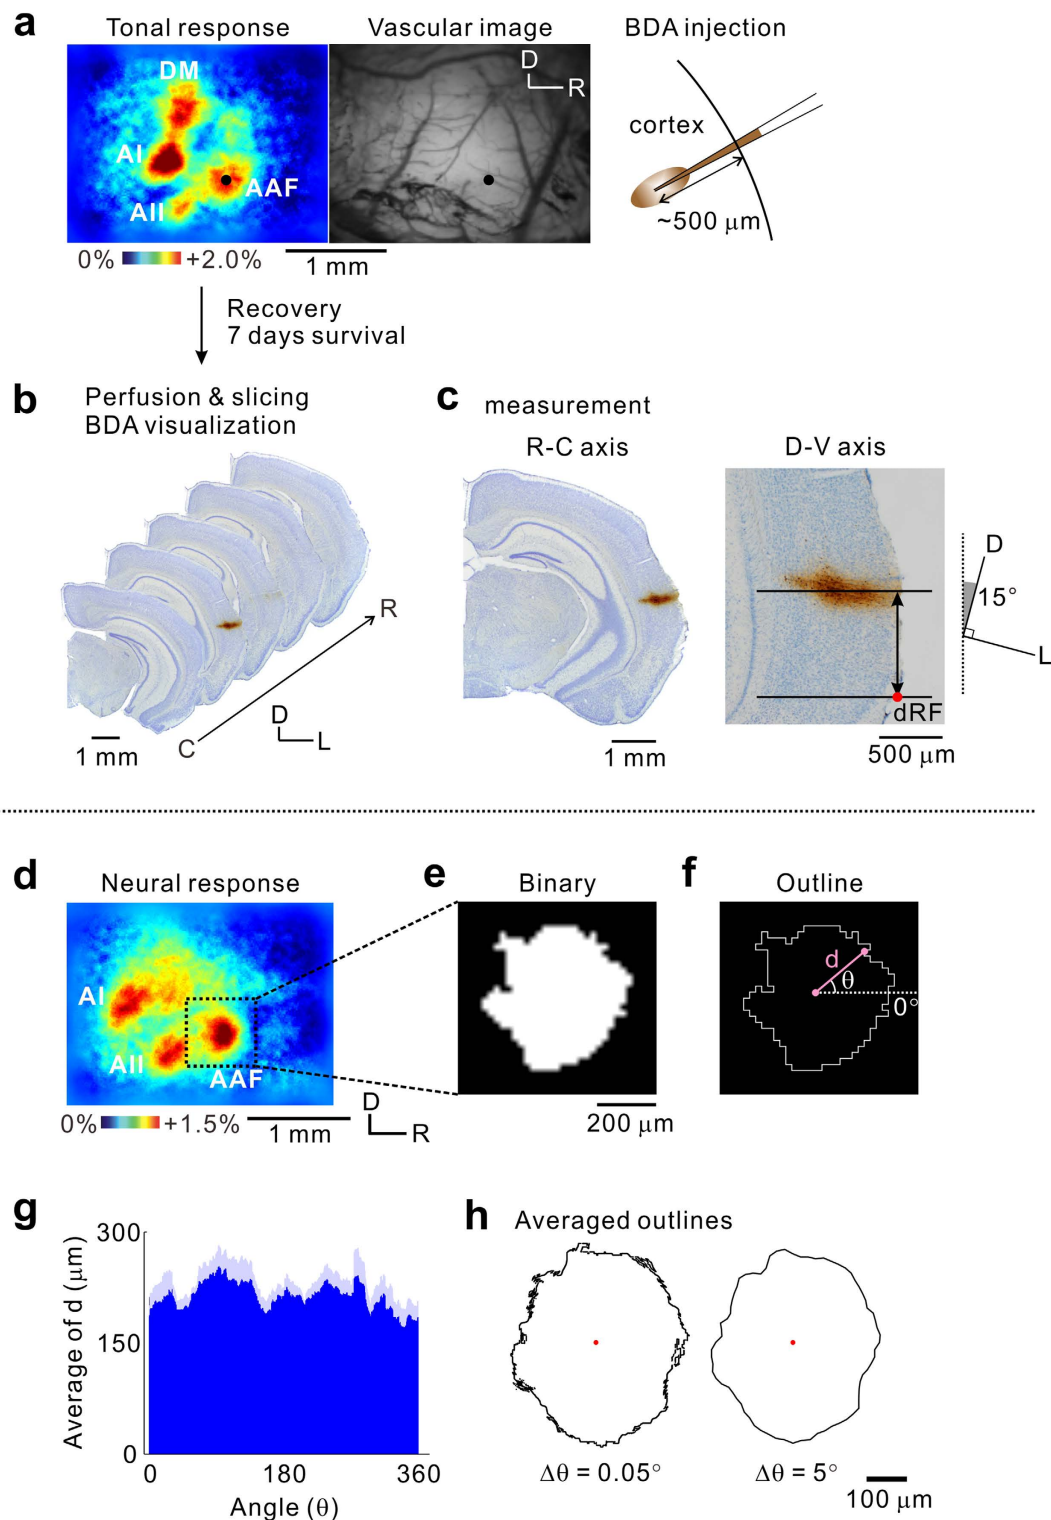 a
Tonal response
Vascular image
BDA injection
DM
AI
AAF
AII
D
R
cortex
~500 μm
0%
+2.0%
1 mm
Recovery
7 days survival
b
Perfusion & slicing
BDA visualization
R
C
D
L
1 mm
c
measurement
R-C axis
D-V axis
1 mm
dRF
500 μm
D
15°
L
d
Neural response
AI
AII
AAF
0%
+1.5%
1 mm
D
R
e
Binary
200 μm
f
Outline
d
θ
0°
g
Average of d (μm)
300
150
0
0
180
360
Angle (θ)
h
Averaged outlines
Δθ = 0.05°
Δθ = 5°
100 μm